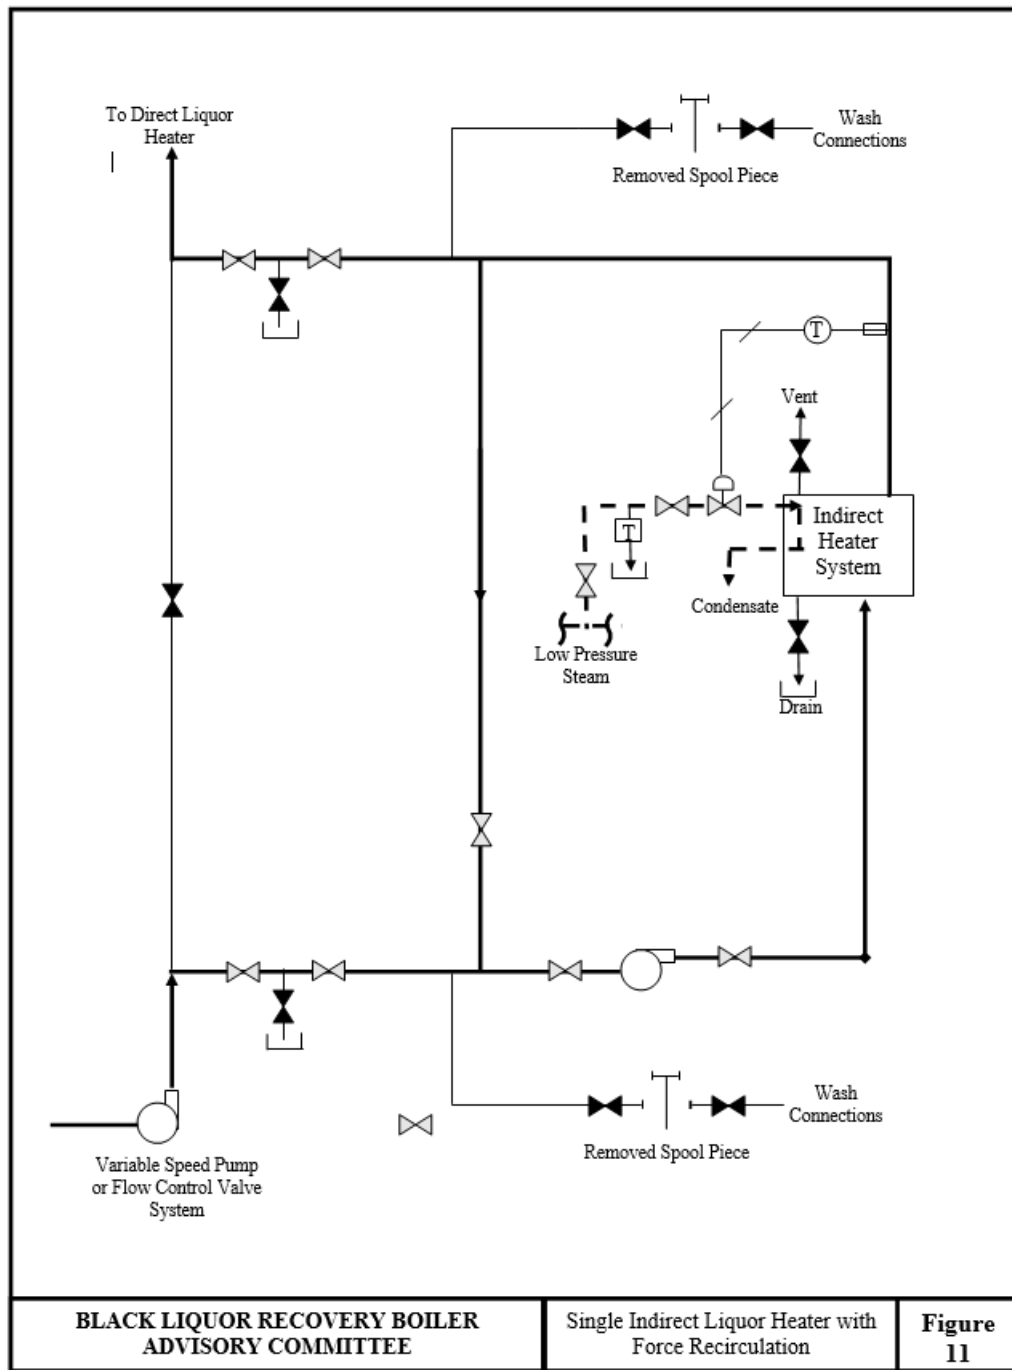 To Direct Liquor
Heater
Wash
Connections
Removed Spool Piece
T
Vent
Indirect
Heater
System
T
Condensate
Low Pressure
Steam
Drain
Wash
Connections
Removed Spool Piece
Variable Speed Pump
or Flow Control Valve
System
BLACK LIQUOR RECOVERY BOILER
ADVISORY COMMITTEE
Single Indirect Liquor Heater with
Force Recirculation
Figure
11